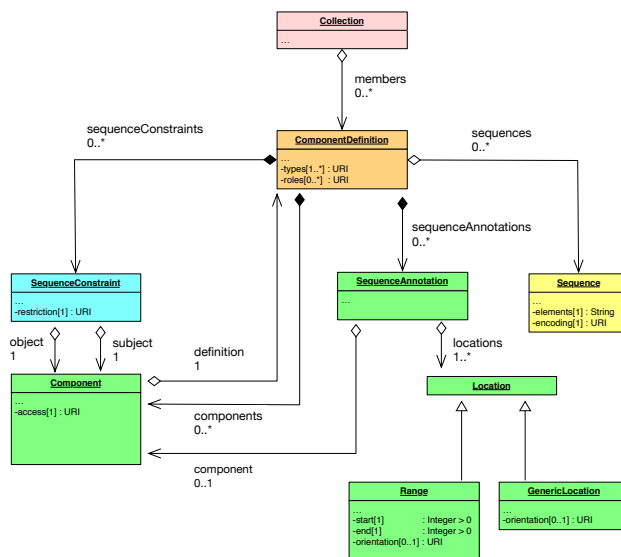 Collection
...
members
0..*
sequenceConstraints
0..*
ComponentDefinition
...
-types[1..*] : URI
-roles[0..*] : URI
sequences
0..*
sequenceAnnotations
0..*
SequenceConstraint
...
-restriction[1] : URI
SequenceAnnotation
...
Sequence
...
-elements[1] : String
-encoding[1] : URI
object
1
subject
1
definition
1
locations
1..*
Component
...
-access[1] : URI
Location
components
0..*
component
0..1
Range
...
-start[1] : Integer > 0
-end[1] : Integer > 0
-orientation[0..1] : URI
GenericLocation
...
-orientation[0..1] : URI